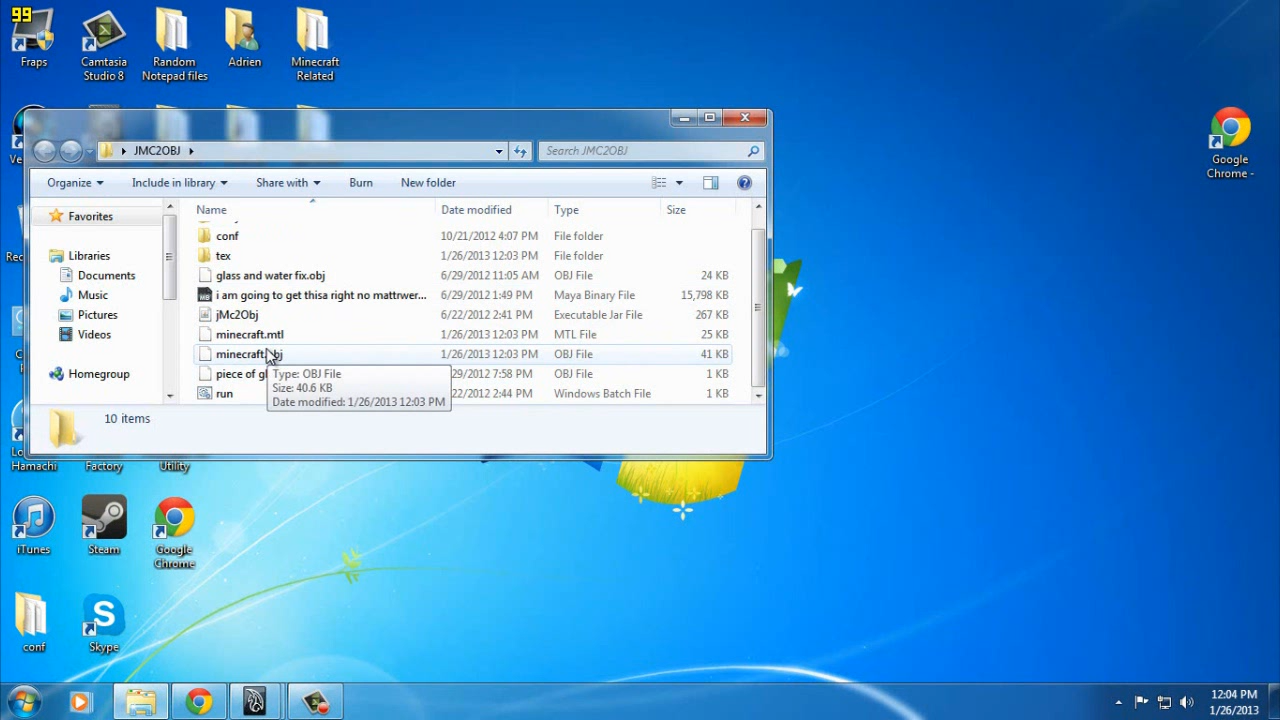 99
Fraps
Camtasia
Studio 8
Random
Notepad files
Adrien
Minecraft
Related
Google
Chrome -
JMC2OBJ
Search JMC2OBJ
Organize
Include in library
Share with
Burn
New folder
Favorites
Libraries
Documents
Music
Pictures
Videos
Homegroup
Name
Date modified
Type
Size
conf
10/21/2012 4:07 PM
File folder
tex
1/26/2013 12:03 PM
File folder
glass and water fix.obj
6/29/2012 11:05 AM
OBJ File
24 KB
i am going to get thisa right no mattrwer...
6/29/2012 1:49 PM
Maya Binary File
15,798 KB
jMc2Obj
6/22/2012 2:41 PM
Executable Jar File
267 KB
minecraft.mtl
1/26/2013 12:03 PM
MTL File
25 KB
minecraft.obj
1/26/2013 12:03 PM
OBJ File
41 KB
piece of gl
29/2012 7:58 PM
OBJ File
1 KB
run
22/2012 2:44 PM
Windows Batch File
1 KB
Type: OBJ File
Size: 40.6 KB
Date modified: 1/26/2013 12:03 PM
10 items
Hamachi
Factory
Utility
iTunes
Steam
Google
Chrome
conf
Skype
12:04 PM
1/26/2013